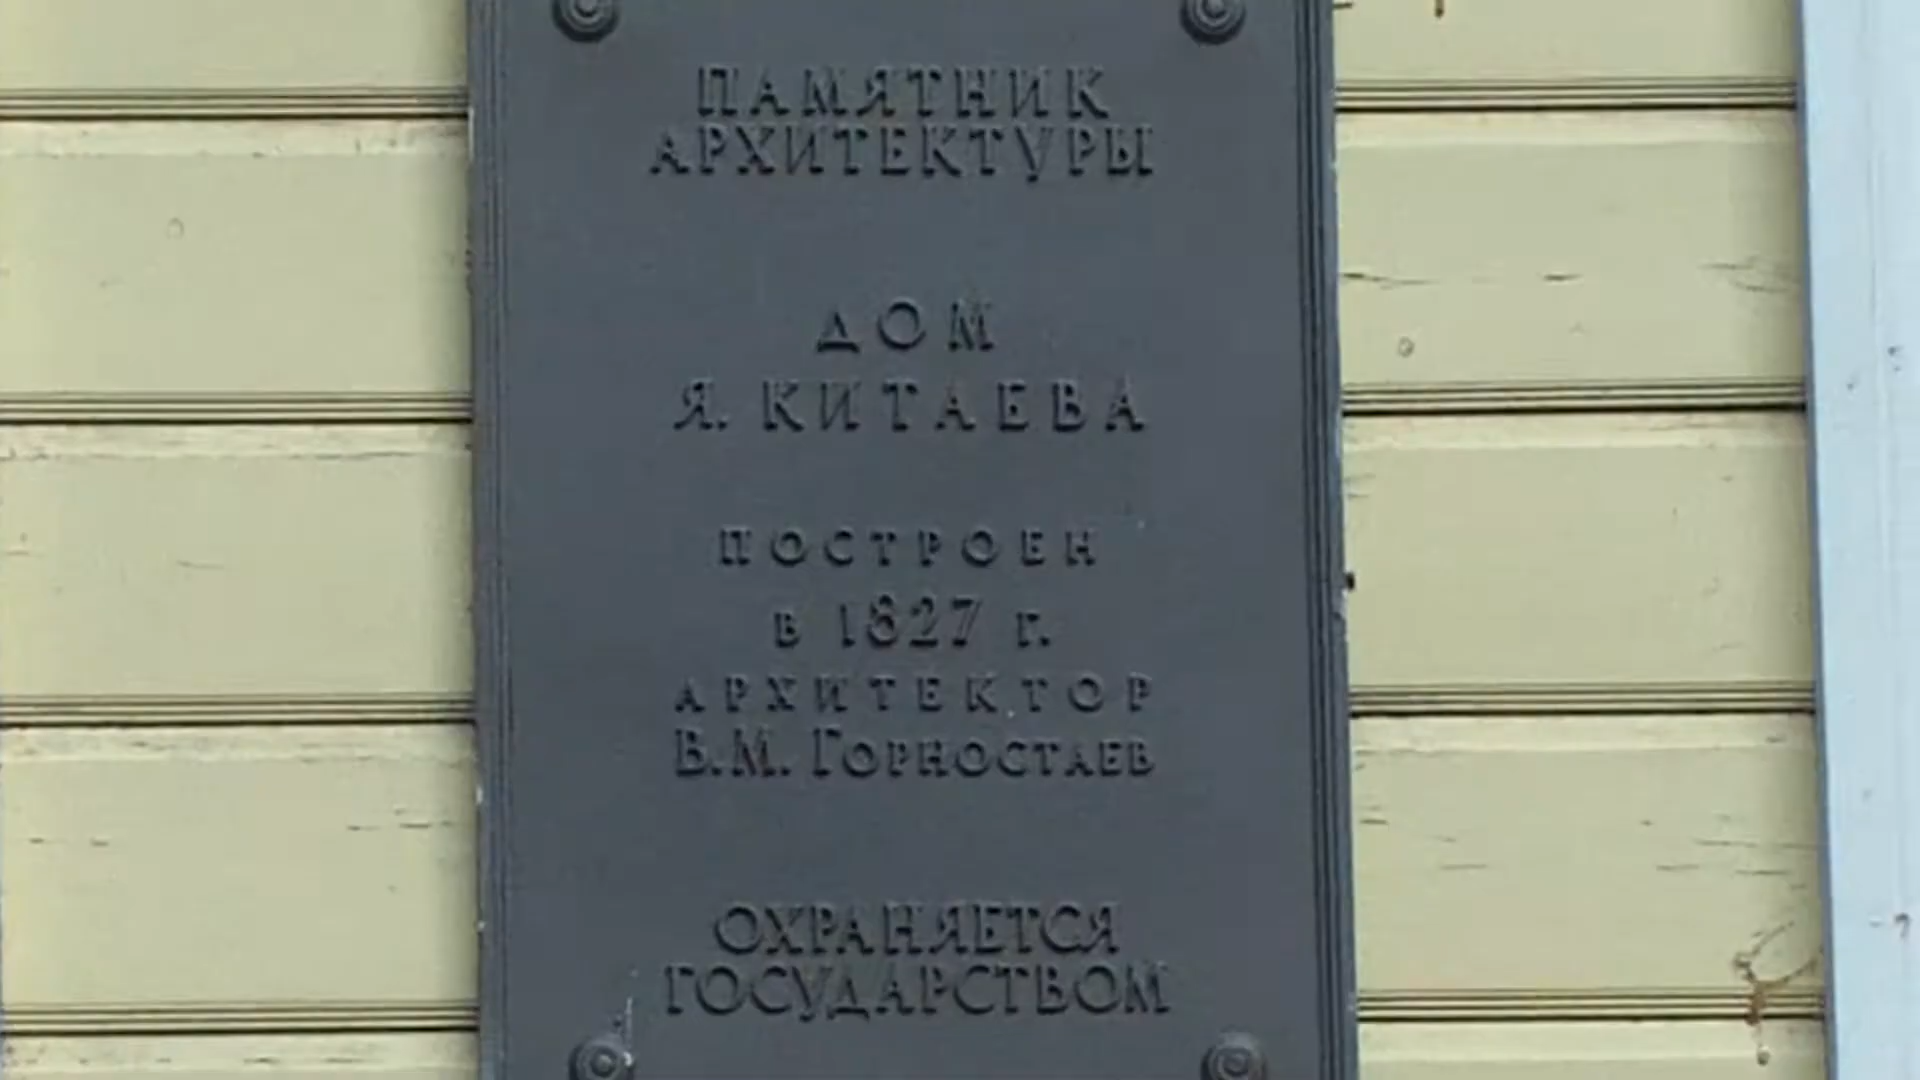 ПАМЯТНИК
АРХИТЕКТУРЫ
ДОМ
Я. КИТАЕВА
ПОСТРОЕН
в 1827 г.
АРХИТЕКТОР
В.М. Горностаев
ОХРАНЯЕТСЯ
ГОСУДАРСТВОМ